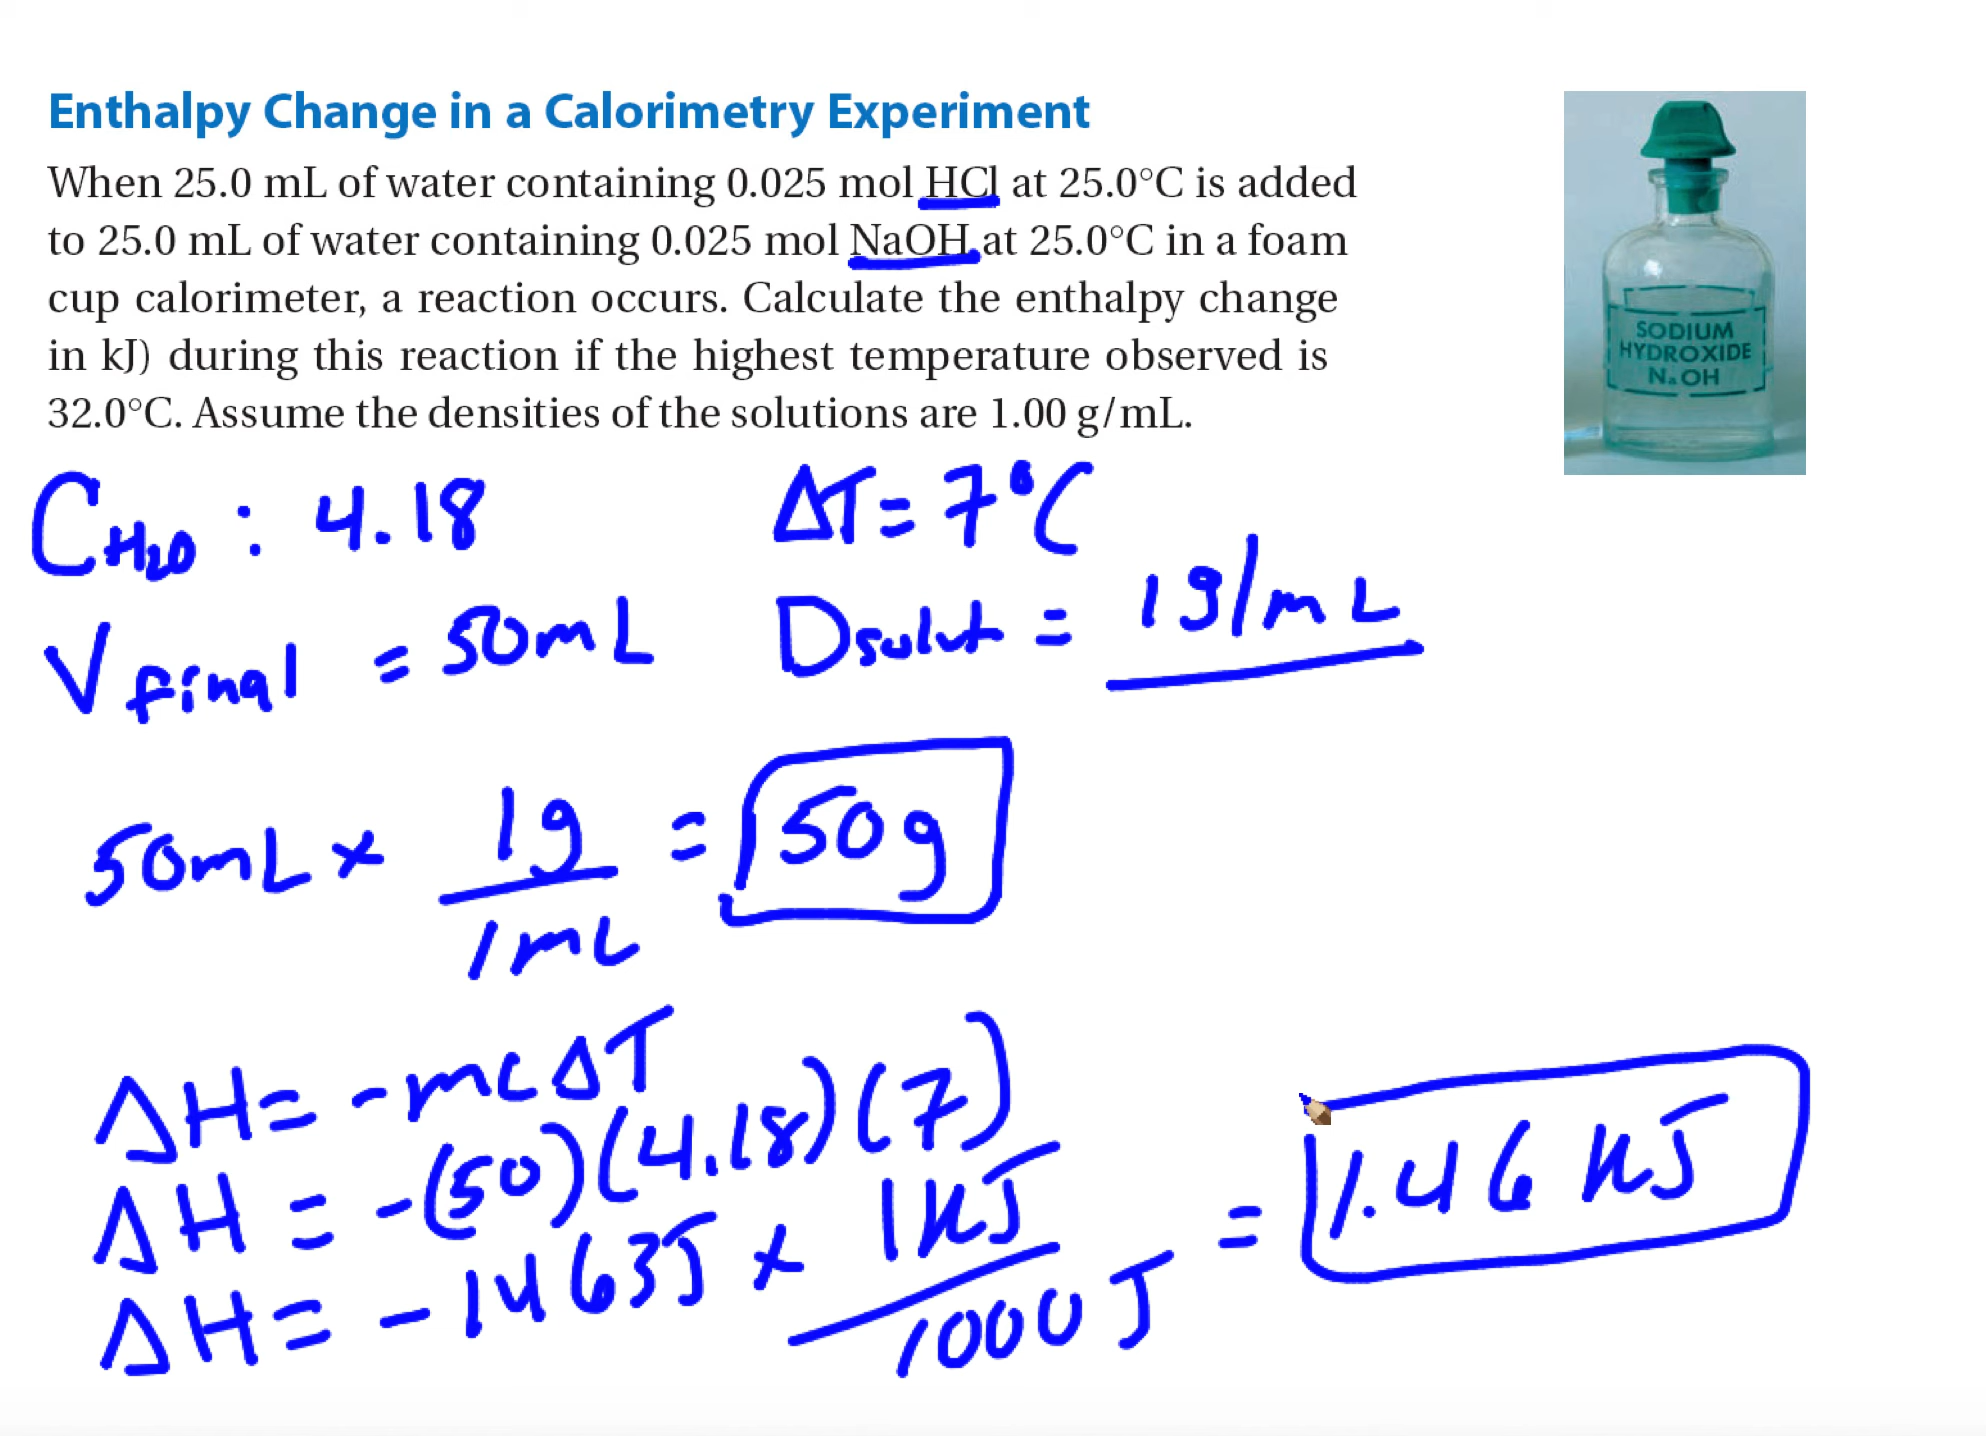 Enthalpy Change in a Calorimetry Experiment
When 25.0 mL of water containing 0.025 mol HCl at 25.0°C is added
to 25.0 mL of water containing 0.025 mol NaOH at 25.0°C in a foam
cup calorimeter, a reaction occurs. Calculate the enthalpy change
in kJ) during this reaction if the highest temperature observed is
32.0°C. Assume the densities of the solutions are 1.00 g/mL.
SODIUM
HYDROXIDE
NaOH
C H2O : 4.18
ΔT = 7°C
V final = 50mL
Dsolut = 1g/mL
50mL x 1g / 1mL = 50g
ΔH = -mcΔT
ΔH = -(50)(4.18)(7)
ΔH = -1463J x 1kJ / 1000J = 1.46 kJ